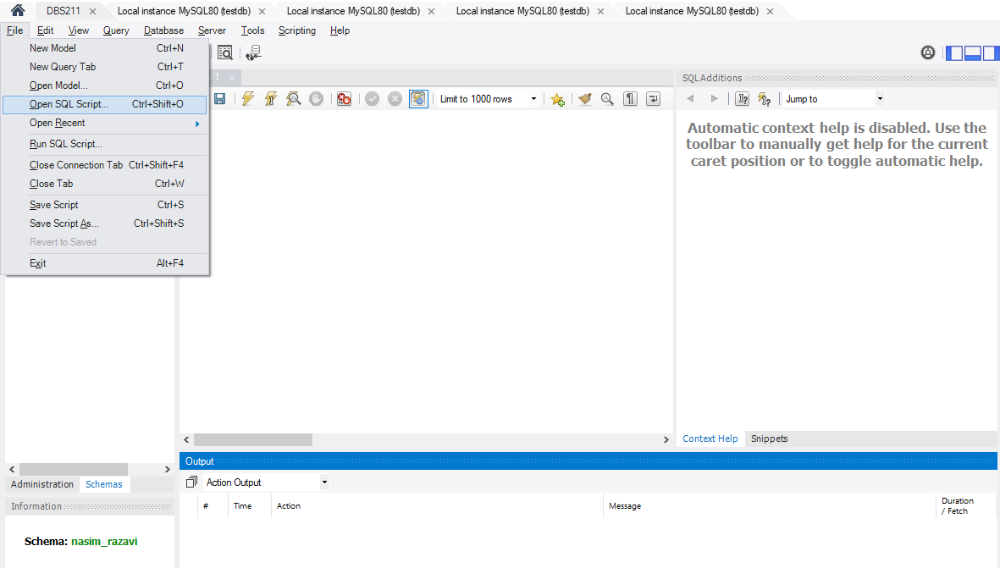 DBS211
Local instance MySQL80 (testdb)
Local instance MySQL80 (testdb)
Local instance MySQL80 (testdb)
Local instance MySQL80 (testdb)
File Edit View Query Database Server Tools Scripting Help
New Model Ctrl+N
New Query Tab Ctrl+T
Open Model... Ctrl+O
Open SQL Script... Ctrl+Shift+O
Open Recent
Run SQL Script...
Close Connection Tab Ctrl+Shift+F4
Close Tab Ctrl+W
Save Script Ctrl+S
Save Script As... Ctrl+Shift+S
Revert to Saved
Exit Alt+F4
1
Limit to 1000 rows
SQLAdditions
Jump to
Automatic context help is disabled. Use the
toolbar to manually get help for the current
caret position or to toggle automatic help.
Context Help Snippets
Administration Schemas
Information
Schema: nasim_razavi
Output
Action Output
# Time Action Message Duration
/ Fetch